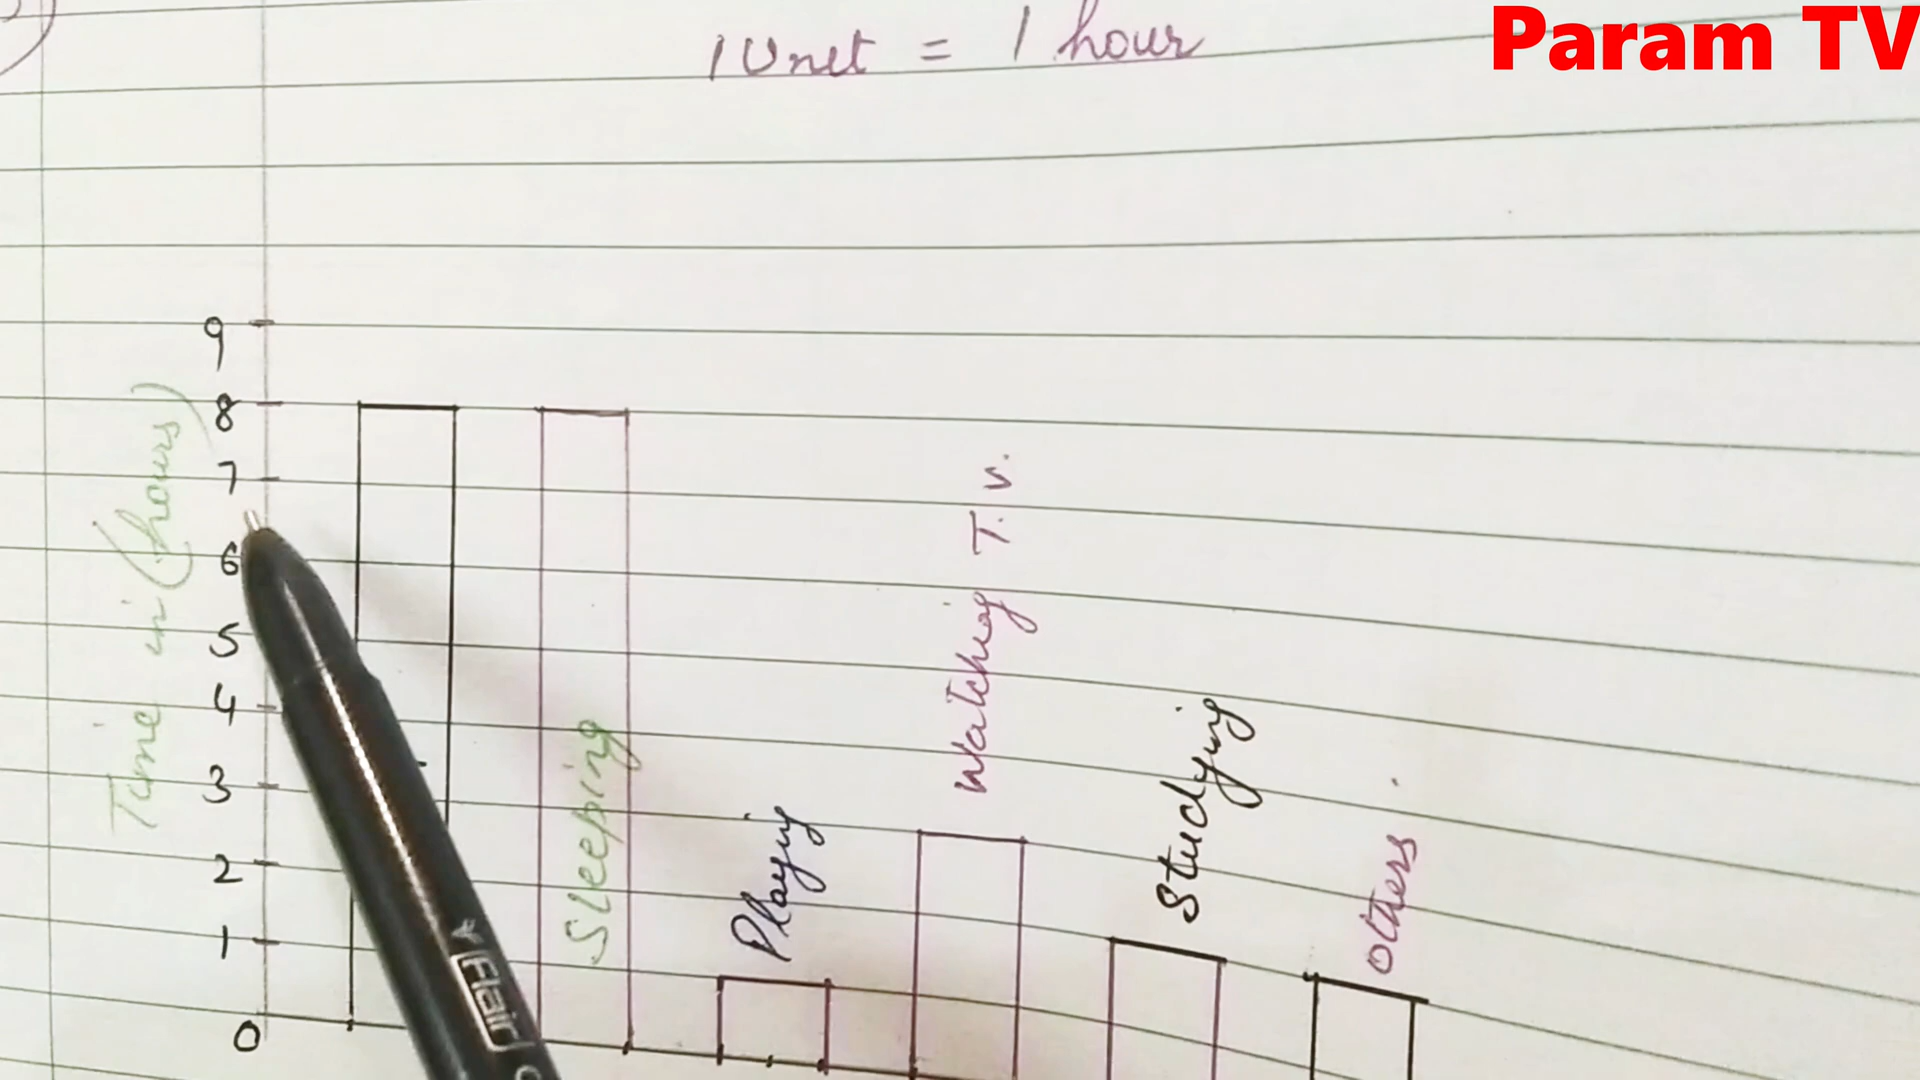 Param TV
1 Unit = 1 hour
9
8
7
6
5
4
3
2
1
0
Time in (hours)
Sleeping
Playing
Watching T.V.
Studying
Others
Flair